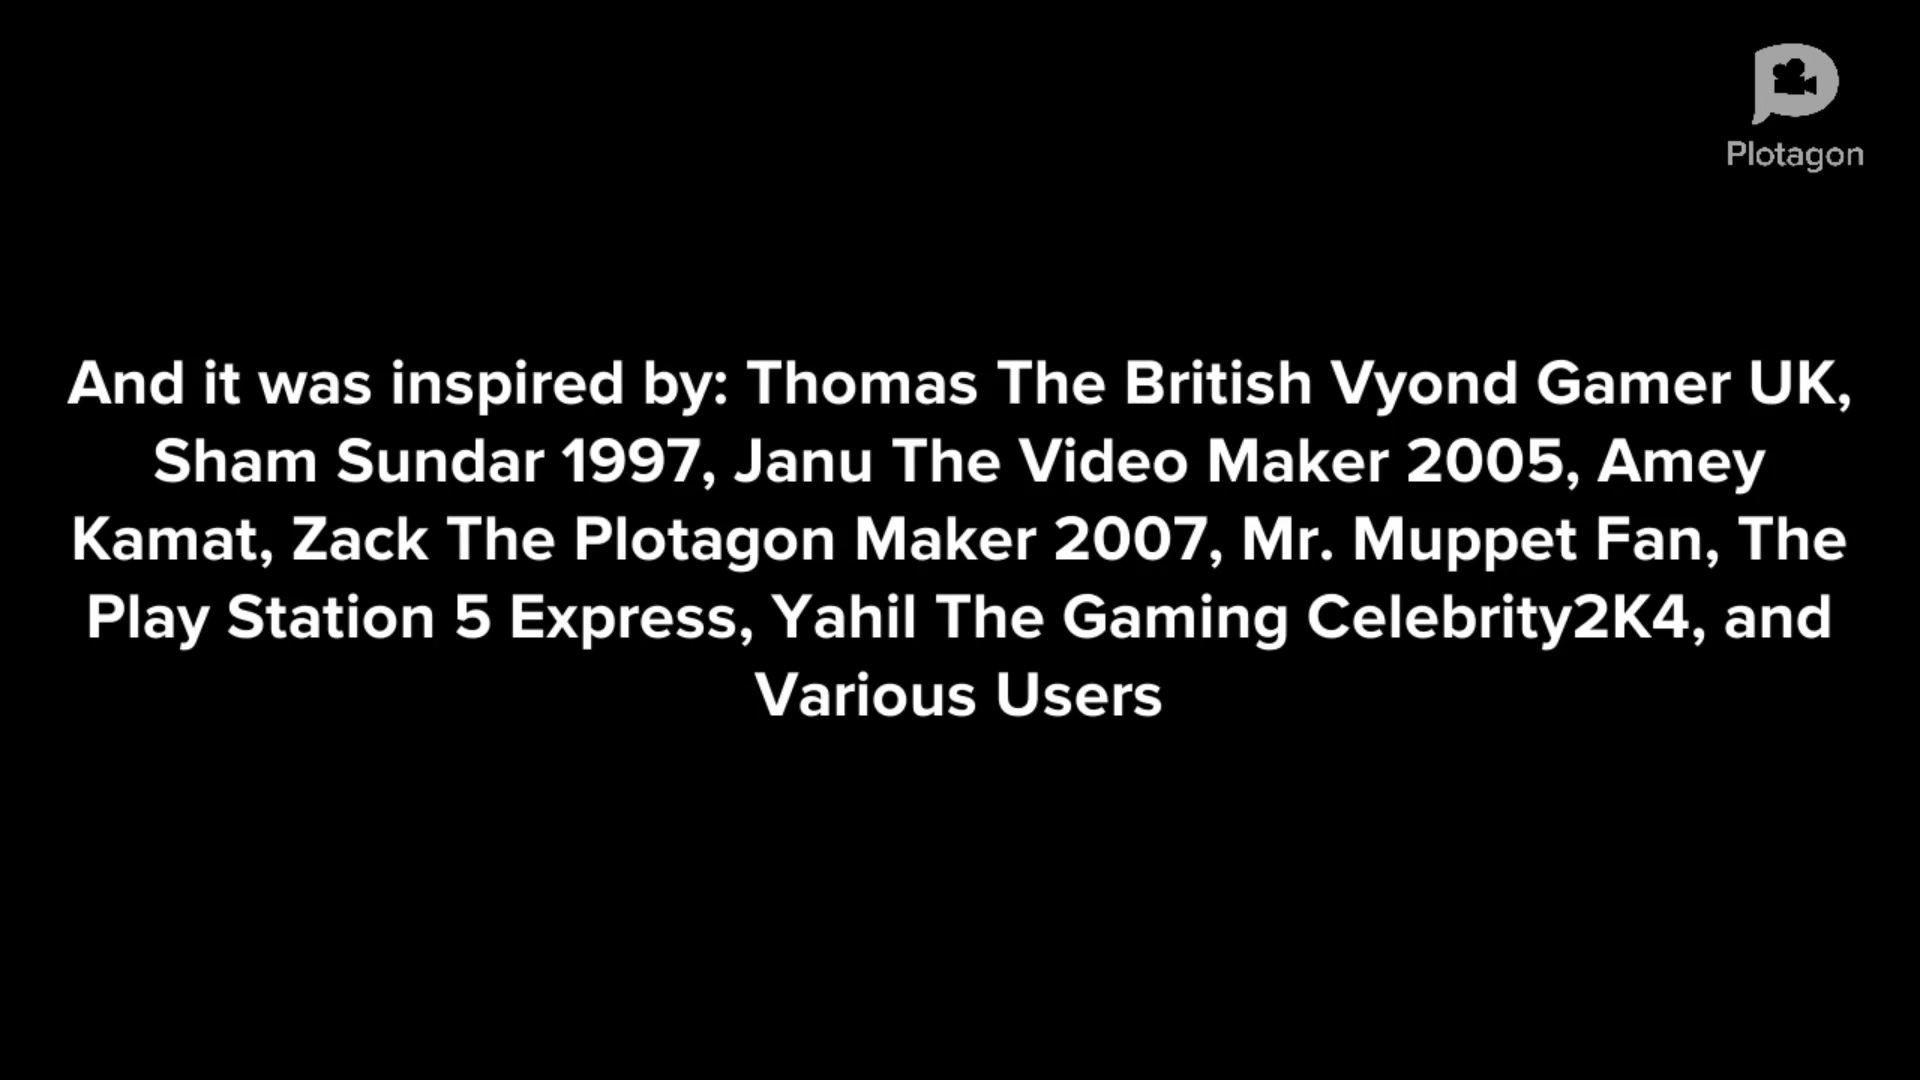 Plotagon
And it was inspired by: Thomas The British Vyond Gamer UK,
Sham Sundar 1997, Janu The Video Maker 2005, Amey
Kamat, Zack The Plotagon Maker 2007, Mr. Muppet Fan, The
Play Station 5 Express, Yahil The Gaming Celebrity2K4, and
Various Users